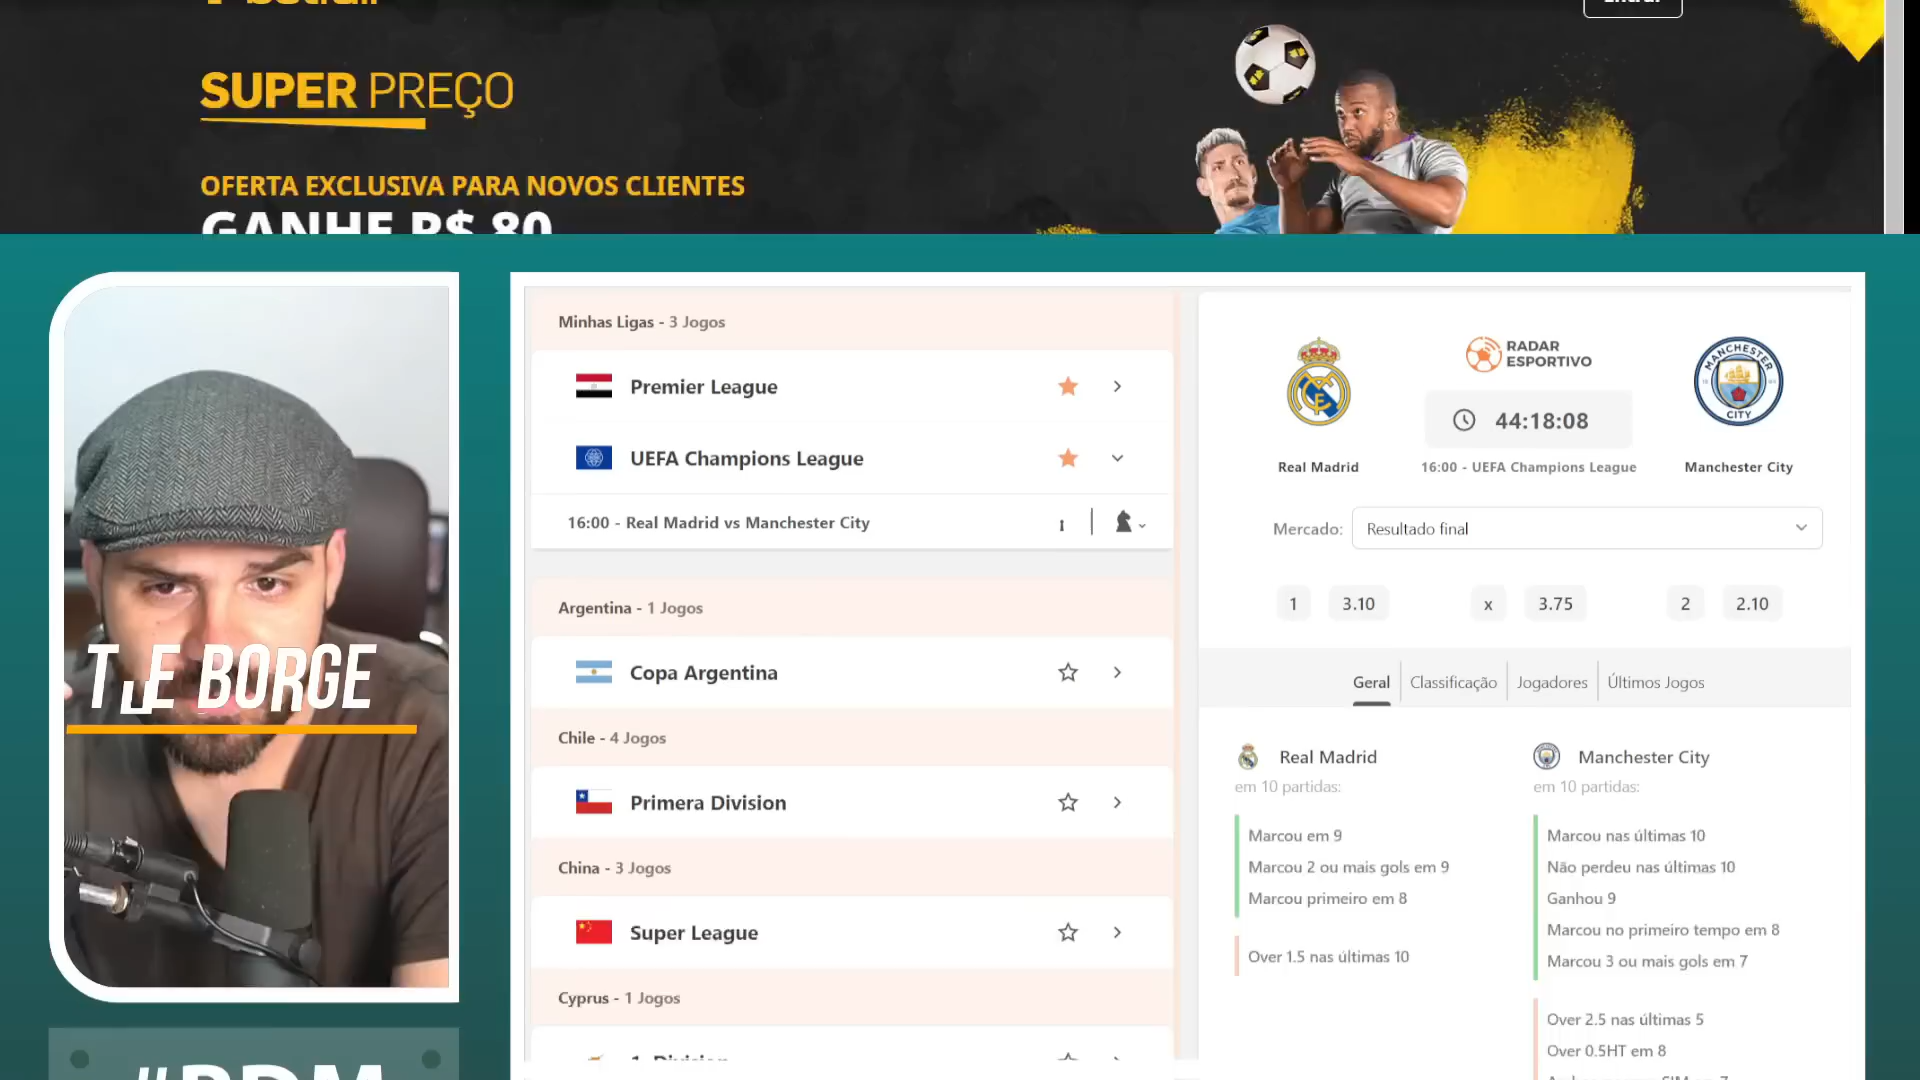 SUPER PREÇO
OFERTA EXCLUSIVA PARA NOVOS CLIENTES
GANHE R$ 80
Minhas Ligas - 3 Jogos
Premier League
UEFA Champions League
16:00 - Real Madrid vs Manchester City
Argentina - 1 Jogos
Copa Argentina
Chile - 4 Jogos
Primera Division
China - 3 Jogos
Super League
Cyprus - 1 Jogos
1. Division
RADAR
ESPORTIVO
MANCHESTER
CITY
44:18:08
Real Madrid
16:00 - UEFA Champions League
Manchester City
Mercado:
Resultado final
1 3.10 x 3.75 2 2.10
Geral Classificação Jogadores Últimos Jogos
Real Madrid
em 10 partidas:
Marcou em 9
Marcou 2 ou mais gols em 9
Marcou primeiro em 8
Over 1.5 nas últimas 10
Manchester City
em 10 partidas:
Marcou nas últimas 10
Não perdeu nas últimas 10
Ganhou 9
Marcou no primeiro tempo em 8
Marcou 3 ou mais gols em 7
Over 2.5 nas últimas 5
Over 0.5HT em 8
BORGE